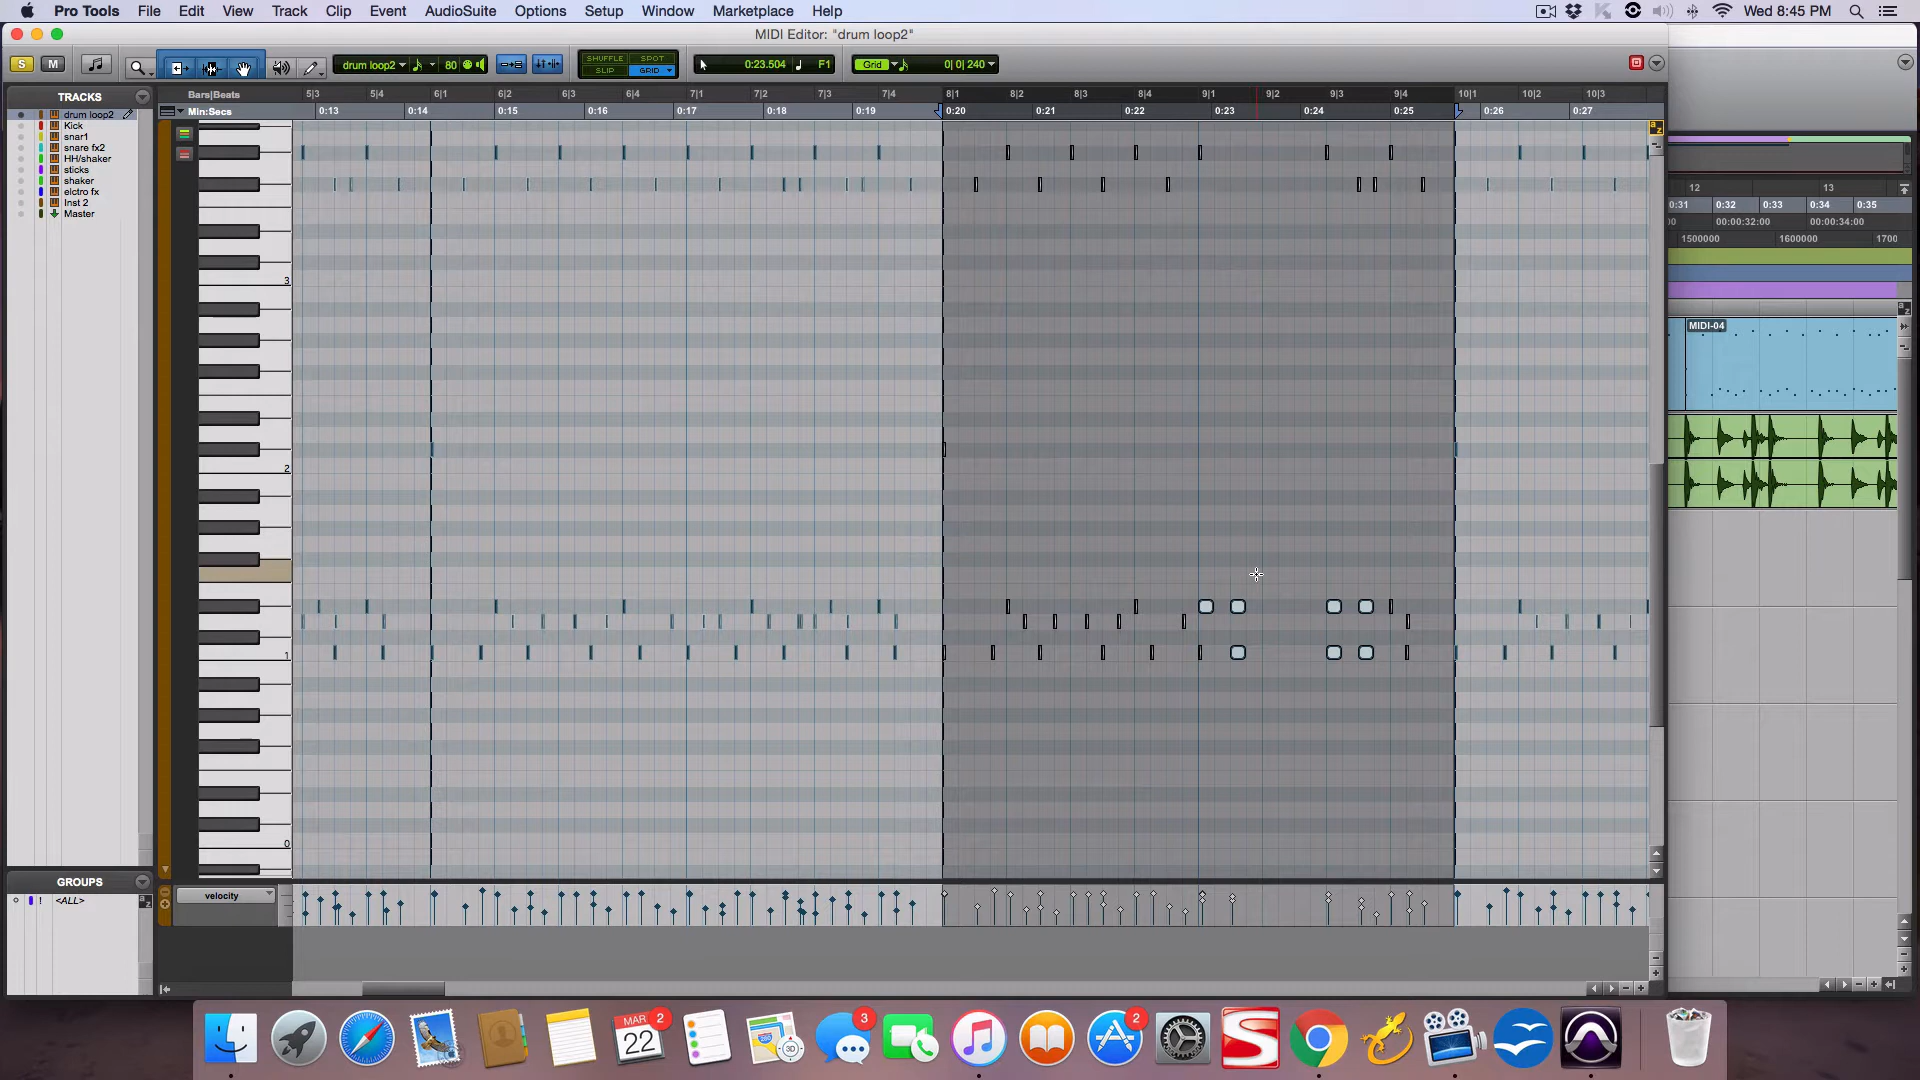 Pro Tools File Edit View Track Clip Event AudioSuite Options Setup Window Marketplace Help Wed 8:45 PM
MIDI Editor: "drum loop2"
S M drum loop2 80 SHUFFLE SPOT SLIP GRID 0:23.504 F1 Grid 0| 0| 240
TRACKS
drum loop2
Kick
snar1
snare fx2
HH/shaker
sticks
shaker
elctro fx
Inst 2
Master
Bars|Beats 5|3 5|4 6|1 6|2 6|3 6|4 7|1 7|2 7|3 7|4 8|1 8|2 8|3 8|4 9|1 9|2 9|3 9|4 10|1 10|2 10|3
Min:Secs 0:13 0:14 0:15 0:16 0:17 0:18 0:19 0:20 0:21 0:22 0:23 0:24 0:25 0:26 0:27
3
2
1
0
12 13
0:31 0:32 0:33 0:34 0:35
00:00:32:00 00:00:34:00
1500000 1600000 1700
MIDI-04
GROUPS
! <ALL>
velocity
MAR
22
2
280
3D
3
2
S